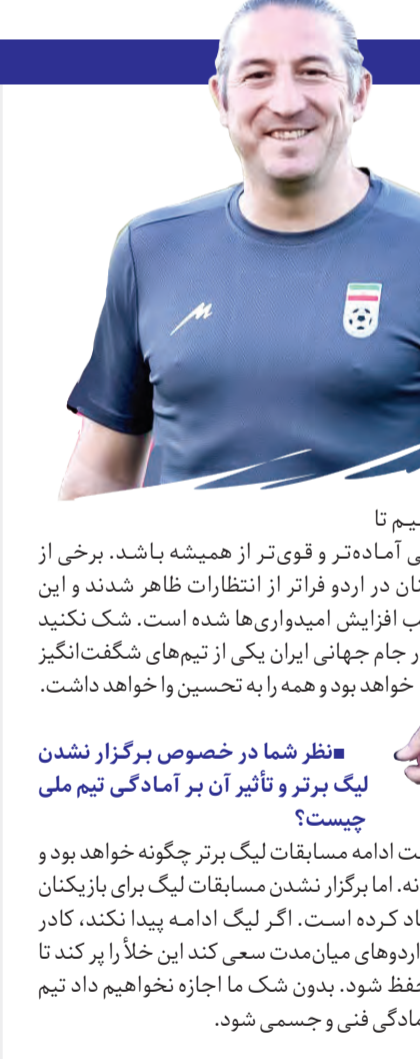 تا
آماده‌تر و قوی‌تر از همیشه باشد. برخی از
در اردو فراتر از انتظارات ظاهر شدند و این
افزایش امیدواری‌ها شده است. شک نکنید
جام جهانی ایران یکی از تیم‌های شگفت‌انگیز
خواهد بود و همه را به تحسین وا خواهد داشت.
■نظر شما در خصوص برگزار نشدن
لیگ برتر و تأثیر آن بر آمادگی تیم ملی
چیست؟
ادامه مسابقات لیگ برتر چگونه خواهد بود و
نه. اما برگزار نشدن مسابقات لیگ برای بازیکنان
کرده است. اگر لیگ ادامه پیدا نکند، کادر
اردوهای میان‌مدت سعی کند این خلأ را پر کند تا
حفظ شود. بدون شک ما اجازه نخواهیم داد تیم
فنی و جسمی شود.